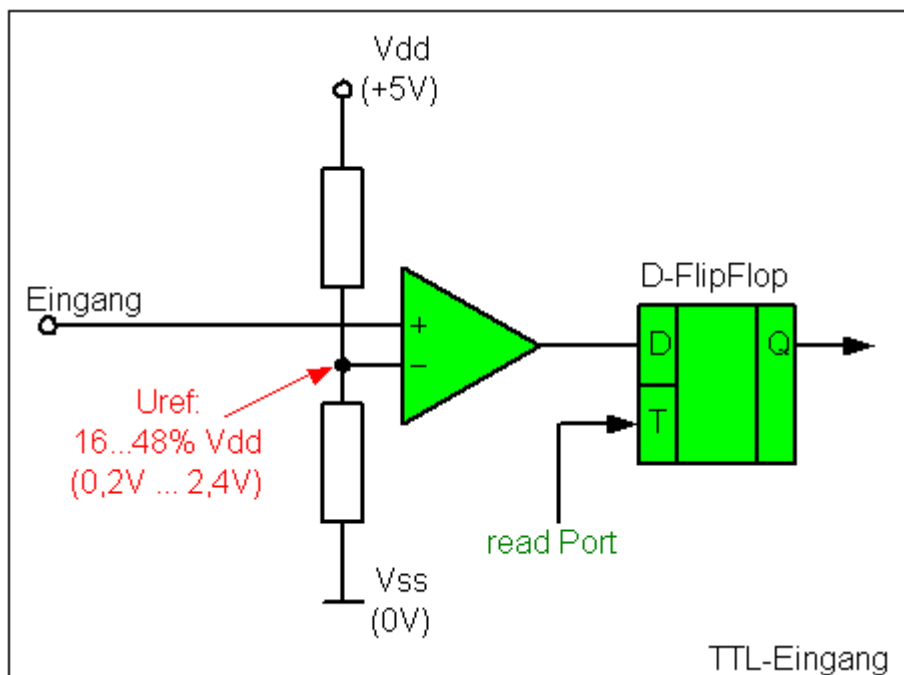 Vdd
(+5V)
Eingang
+
−
Uref:
16...48% Vdd
(0,2V ... 2,4V)
D-FlipFlop
D
Q
T
read Port
Vss
(0V)
TTL-Eingang